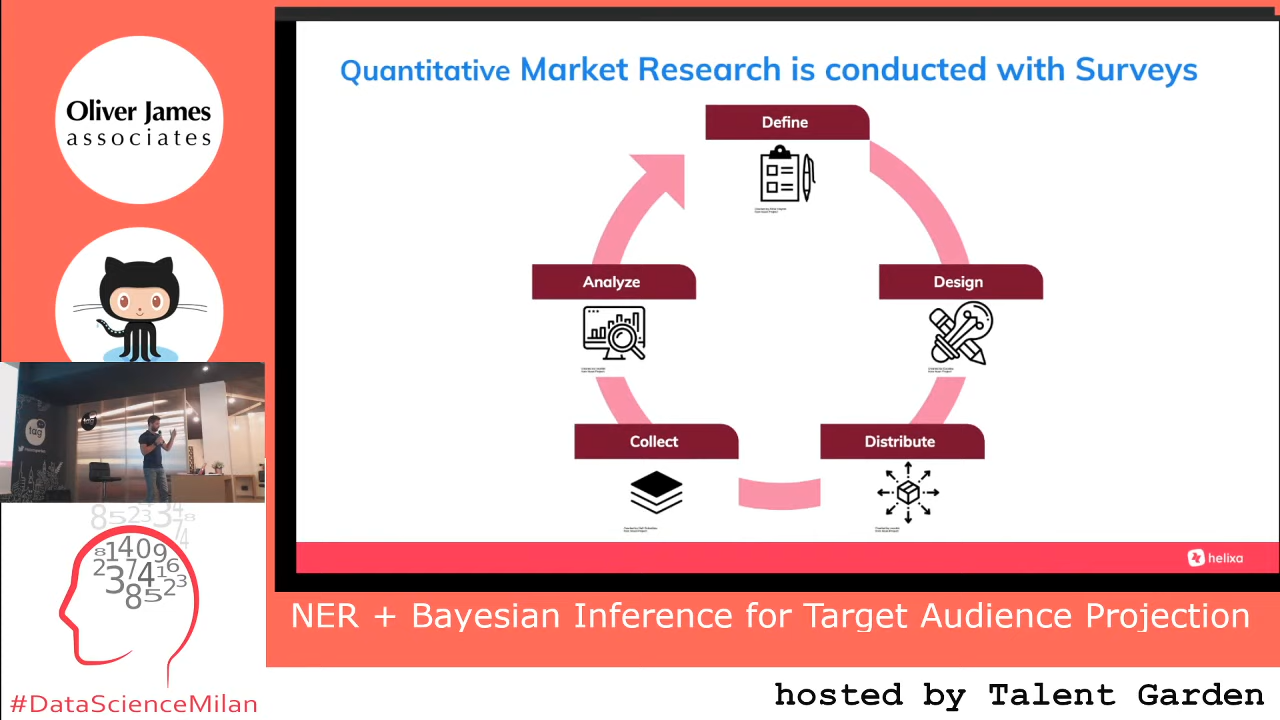 Oliver James
associates
Quantitative Market Research is conducted with Surveys
Define
Analyze
Design
Collect
Distribute
helixa
tag
NER + Bayesian Inference for Target Audience Projection
#DataScienceMilan
hosted by Talent Garden